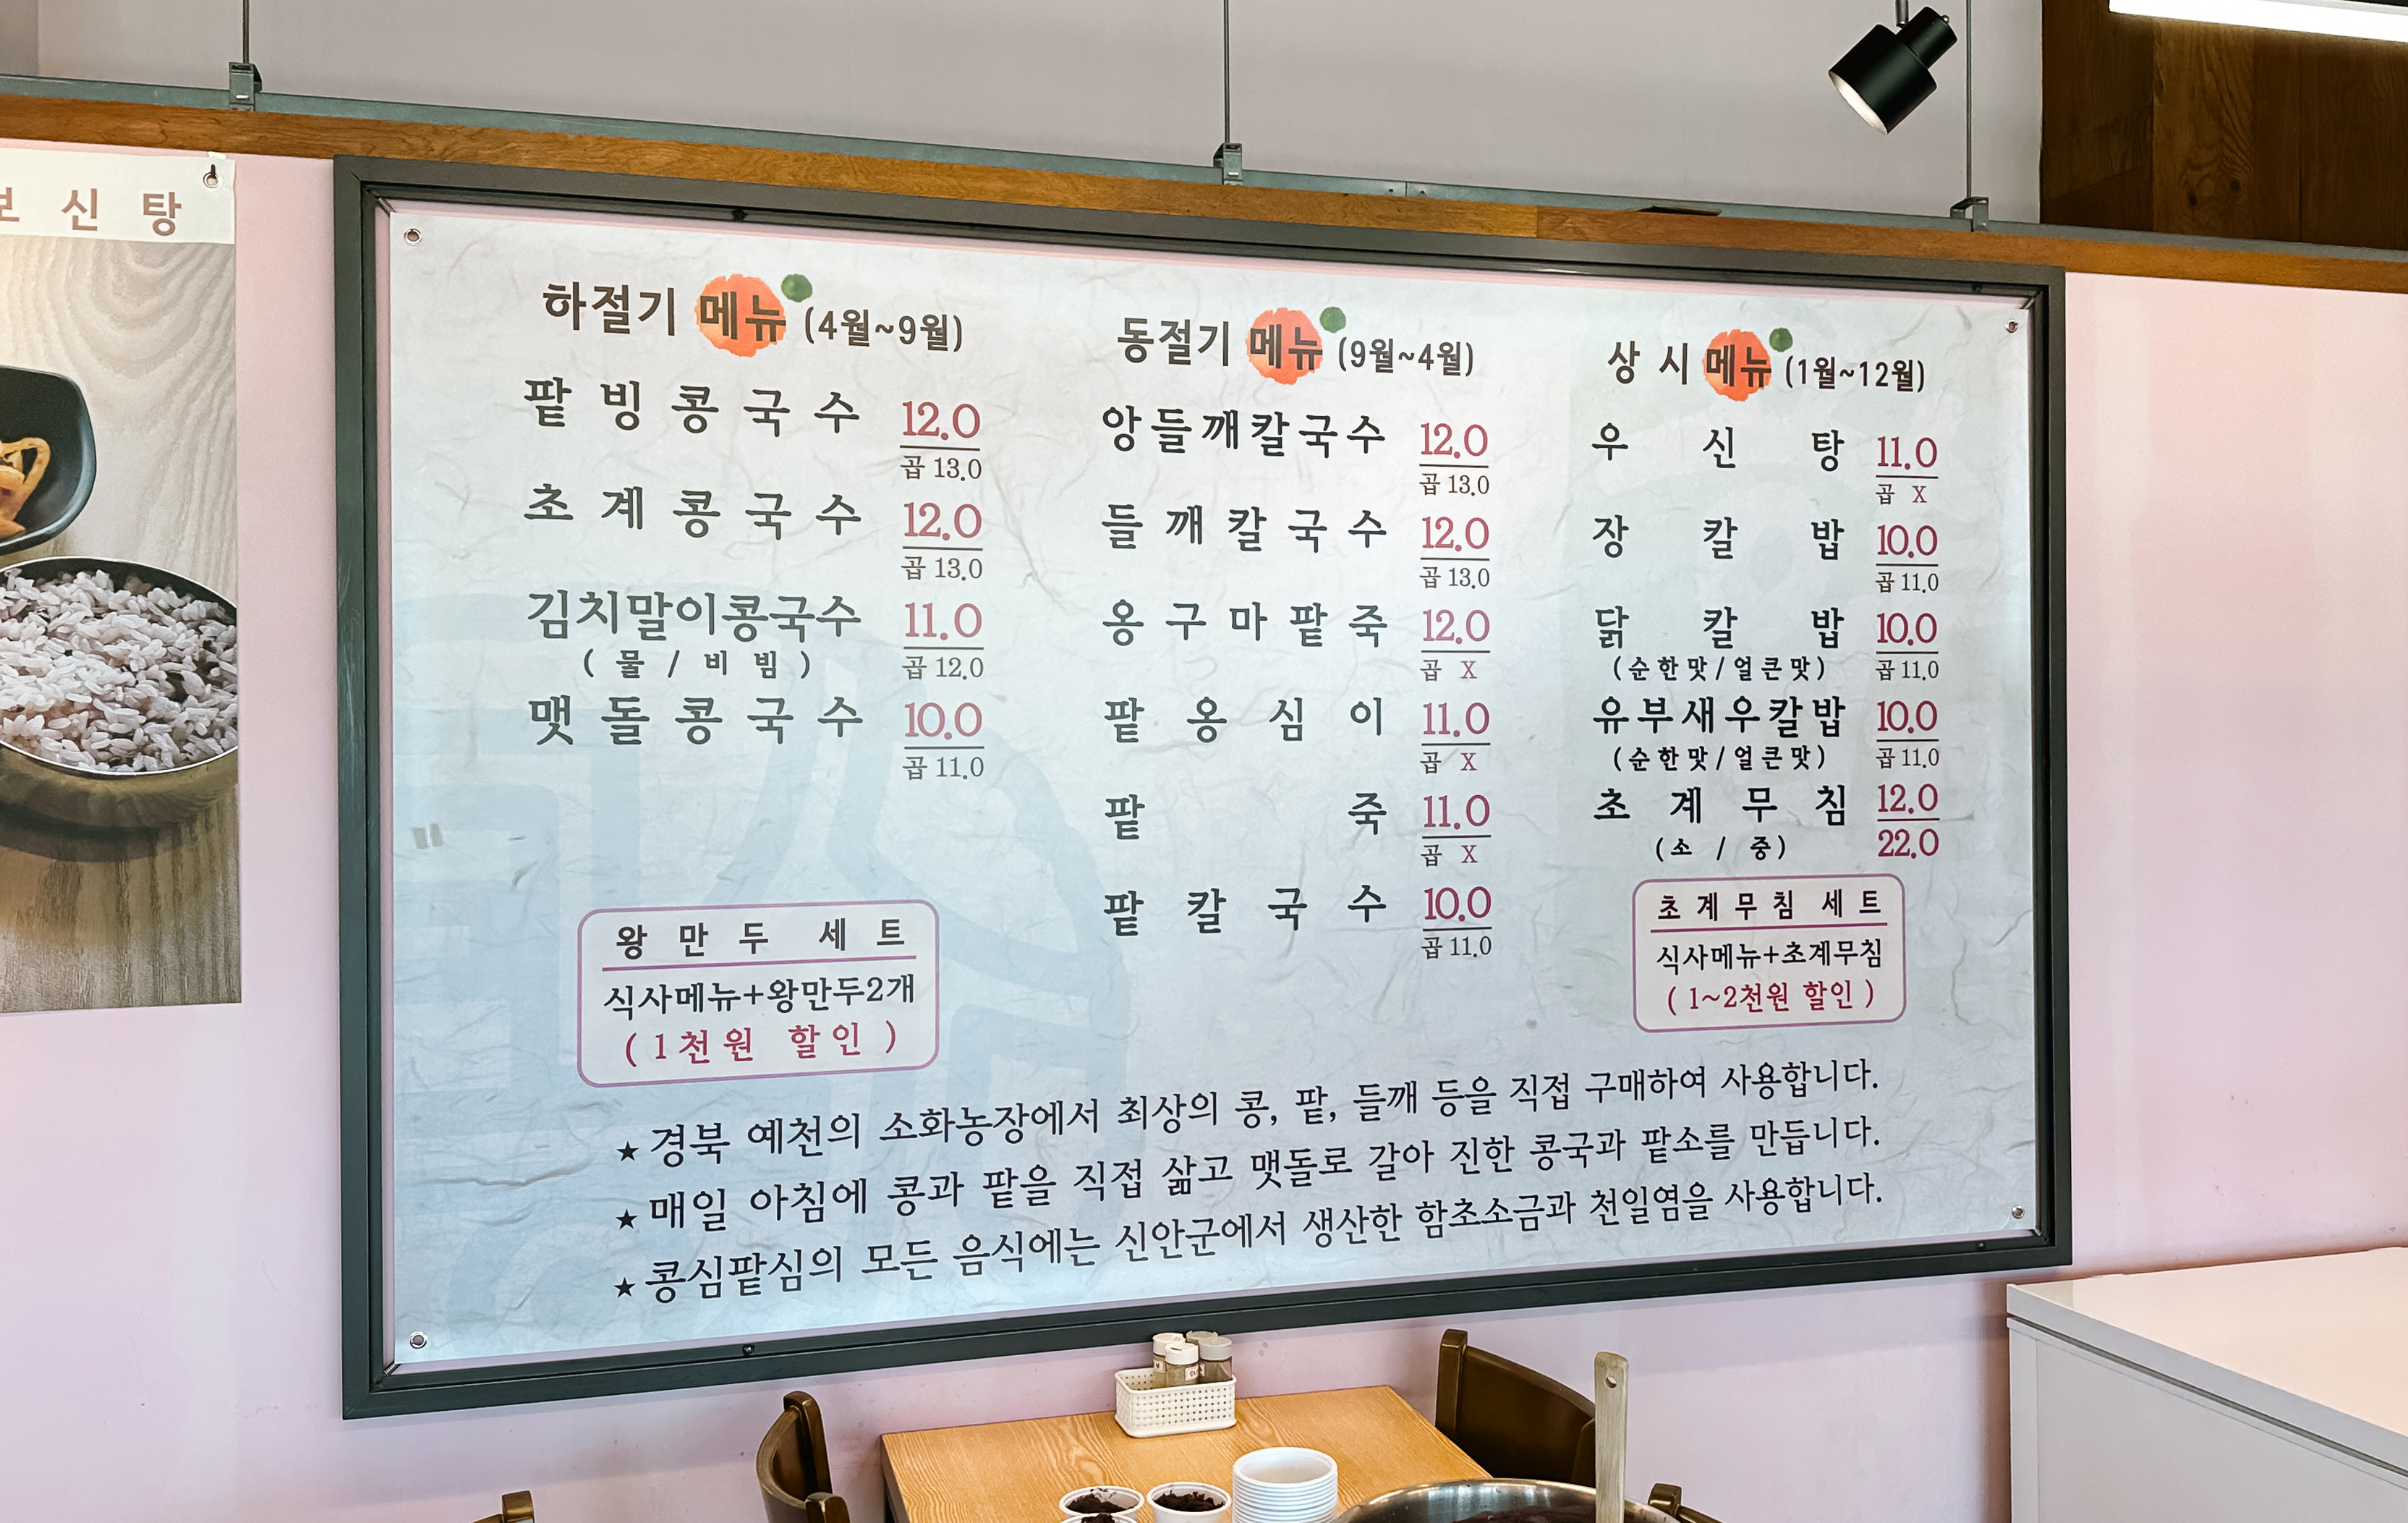 신 탕
하절기 메뉴 (4월~9월)
팥빙콩국수 12.0
곱 13.0
초계콩국수 12.0
곱 13.0
김치말이콩국수 11.0
(물/비빔) 곱 12.0
맷돌콩국수 10.0
곱 11.0
왕만두 세트
식사메뉴+왕만두2개
(1천원 할인)
동절기 메뉴 (9월~4월)
앙들깨칼국수 12.0
곱 13.0
들깨칼국수 12.0
곱 13.0
옹구마팥죽 12.0
곱 X
팥옹심이 11.0
곱 X
팥죽 11.0
곱 X
팥칼국수 10.0
곱 11.0
상시 메뉴 (1월~12월)
우신탕 11.0
곱 X
장칼밥 10.0
곱 11.0
닭칼밥 10.0
(순한맛/얼큰맛) 곱 11.0
유부새우칼밥 10.0
(순한맛/얼큰맛) 곱 11.0
초계무침 12.0
(소/중) 22.0
초계무침 세트
식사메뉴+초계무침
(1~2천원 할인)
★경북 예천의 소화농장에서 최상의 콩, 팥, 들깨 등을 직접 구매하여 사용합니다.
★매일 아침에 콩과 팥을 직접 삶고 맷돌로 갈아 진한 콩국과 팥소를 만듭니다.
★콩심팥심의 모든 음식에는 신안군에서 생산한 함초소금과 천일염을 사용합니다.